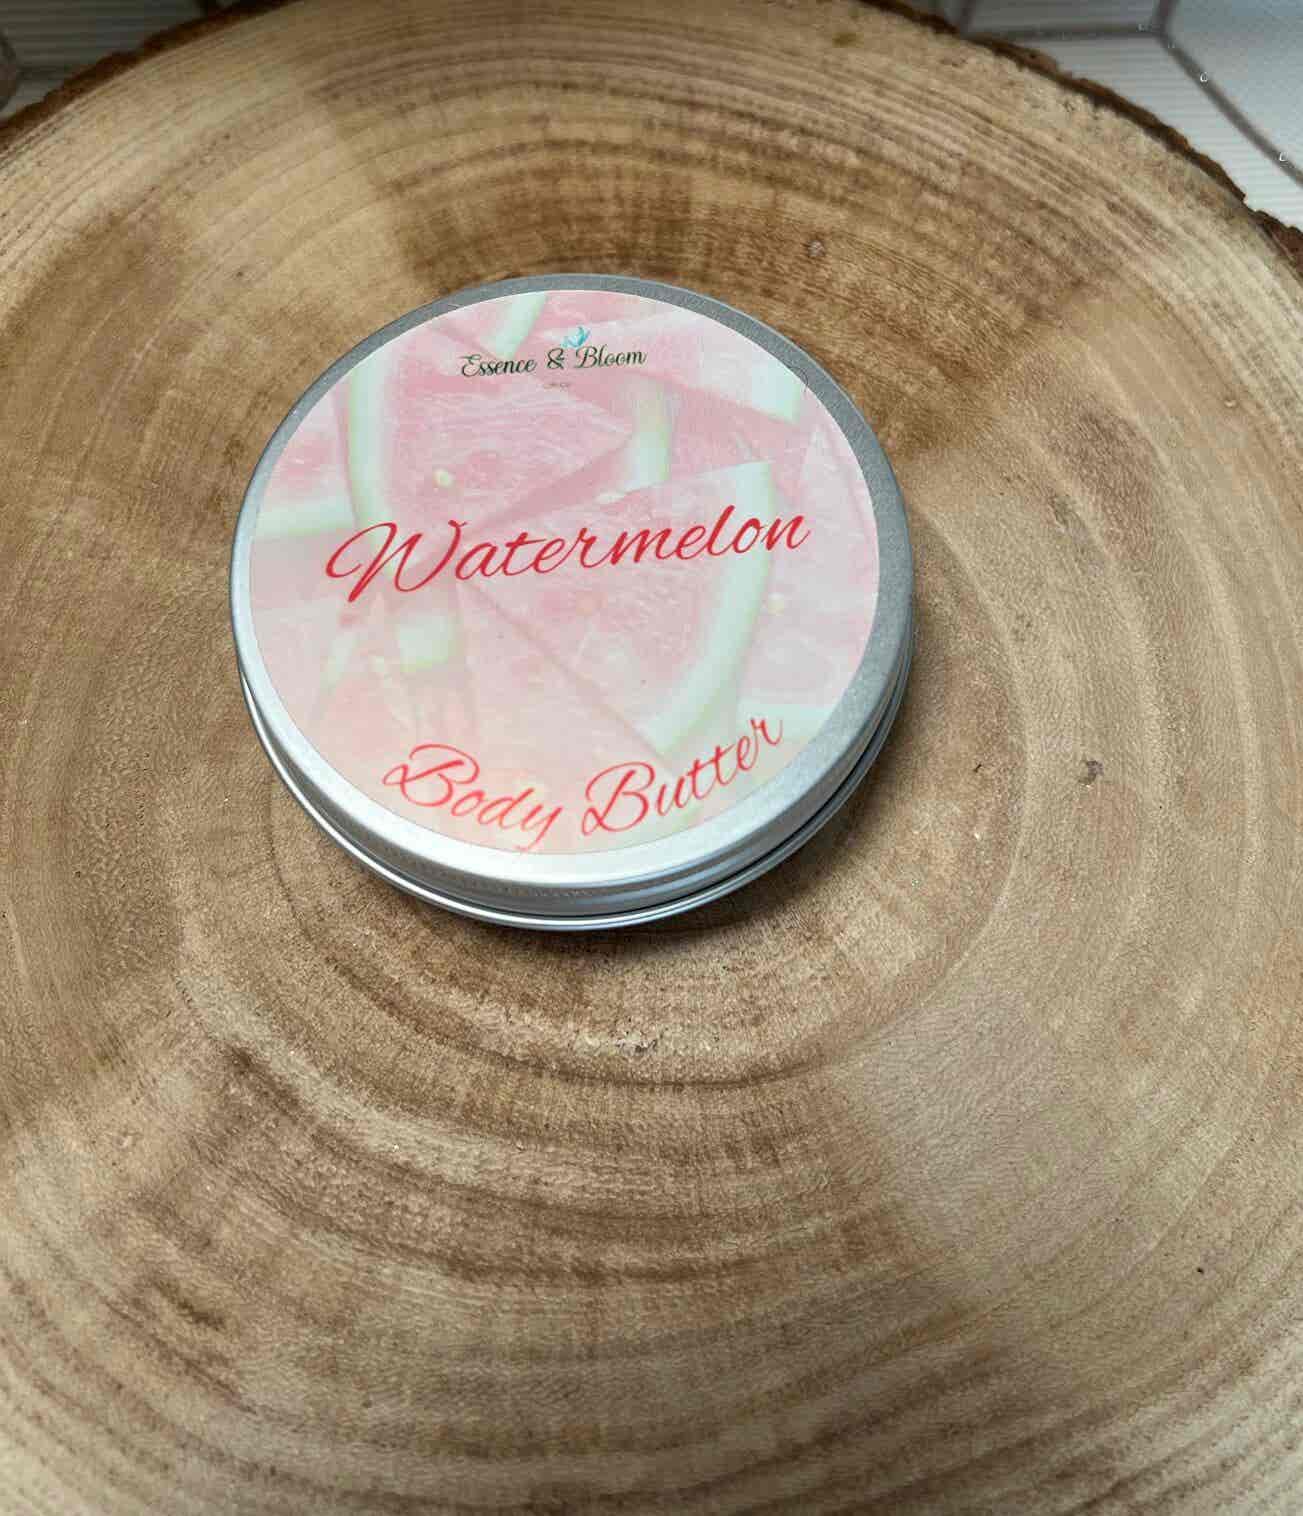 Essence & Bloom
Watermelon
Body Butter